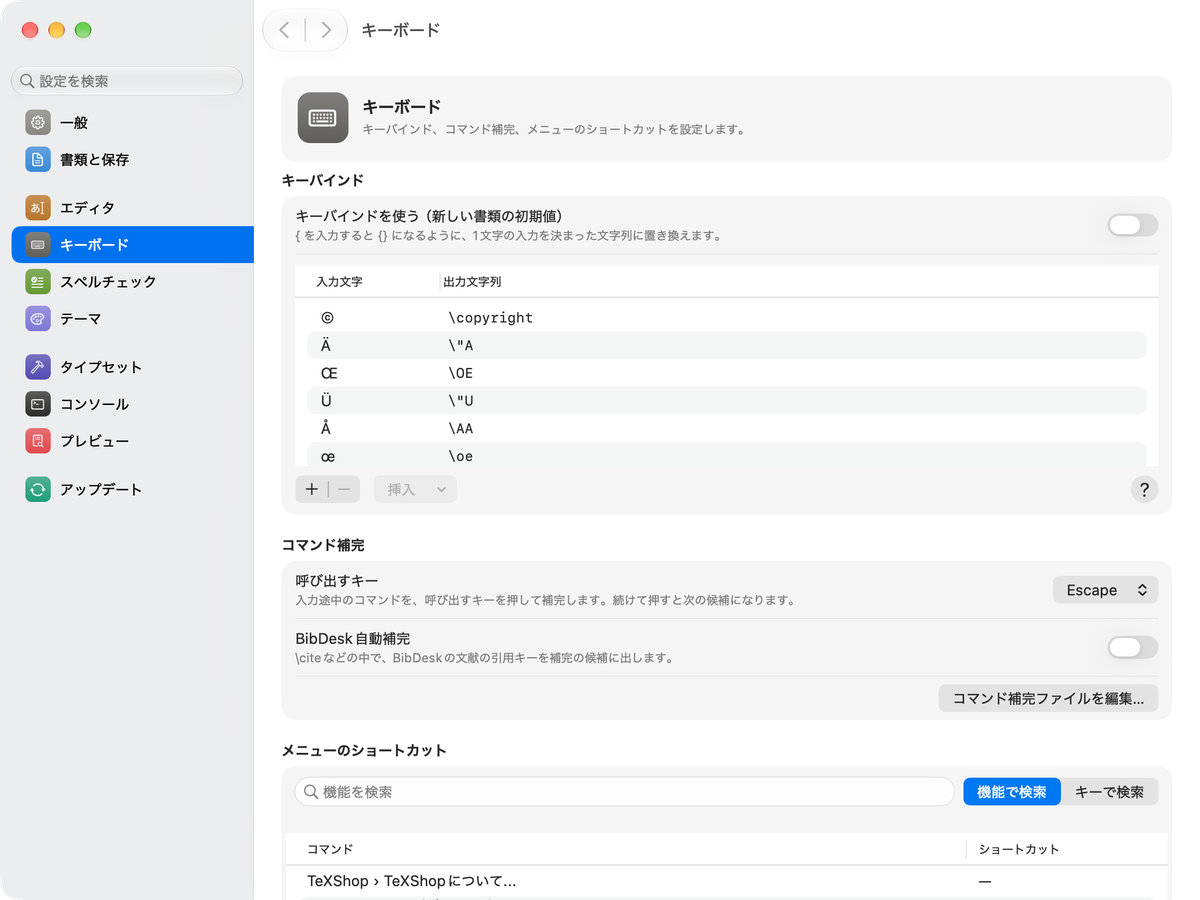 キーボード
設定を検索
一般
書類と保存
エディタ
キーボード
スペルチェック
テーマ
タイプセット
コンソール
プレビュー
アップデート
キーボード
キーバインド、コマンド補完、メニューのショートカットを設定します。
キーバインド
キーバインドを使う（新しい書類の初期値）
{ を入力すると {} になるように、1文字の入力を決まった文字列に置き換えます。
入力文字 出力文字列
© \copyright
Ä \"A
Œ \OE
Ü \"U
Å \AA
œ \oe
+ − 挿入 ?
コマンド補完
呼び出すキー
入力途中のコマンドを、呼び出すキーを押して補完します。続けて押すと次の候補になります。
Escape
BibDesk 自動補完
\cite などの中で、BibDesk の文献の引用キーを補完の候補に出します。
コマンド補完ファイルを編集...
メニューのショートカット
機能を検索 機能で検索 キーで検索
コマンド ショートカット
TeXShop › TeXShop について... —